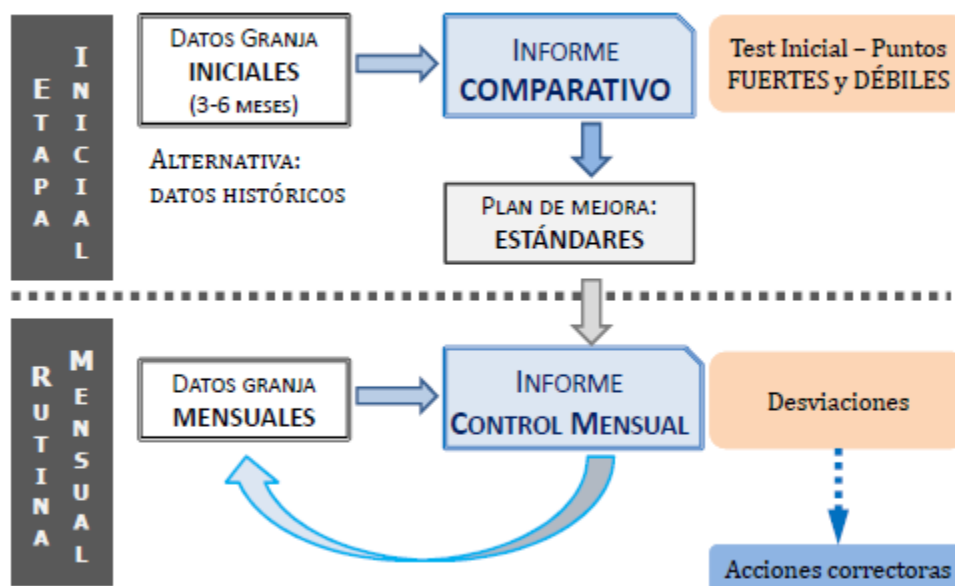 ETAPA
INICIAL
DATOS GRANJA
INICIALES
(3-6 MESES)
INFORME
COMPARATIVO
Test Inicial – Puntos
FUERTES y DÉBILES
ALTERNATIVA:
DATOS HISTÓRICOS
PLAN DE MEJORA:
ESTÁNDARES
RUTINA
MENSUAL
DATOS GRANJA
MENSUALES
INFORME
CONTROL MENSUAL
Desviaciones
Acciones correctoras